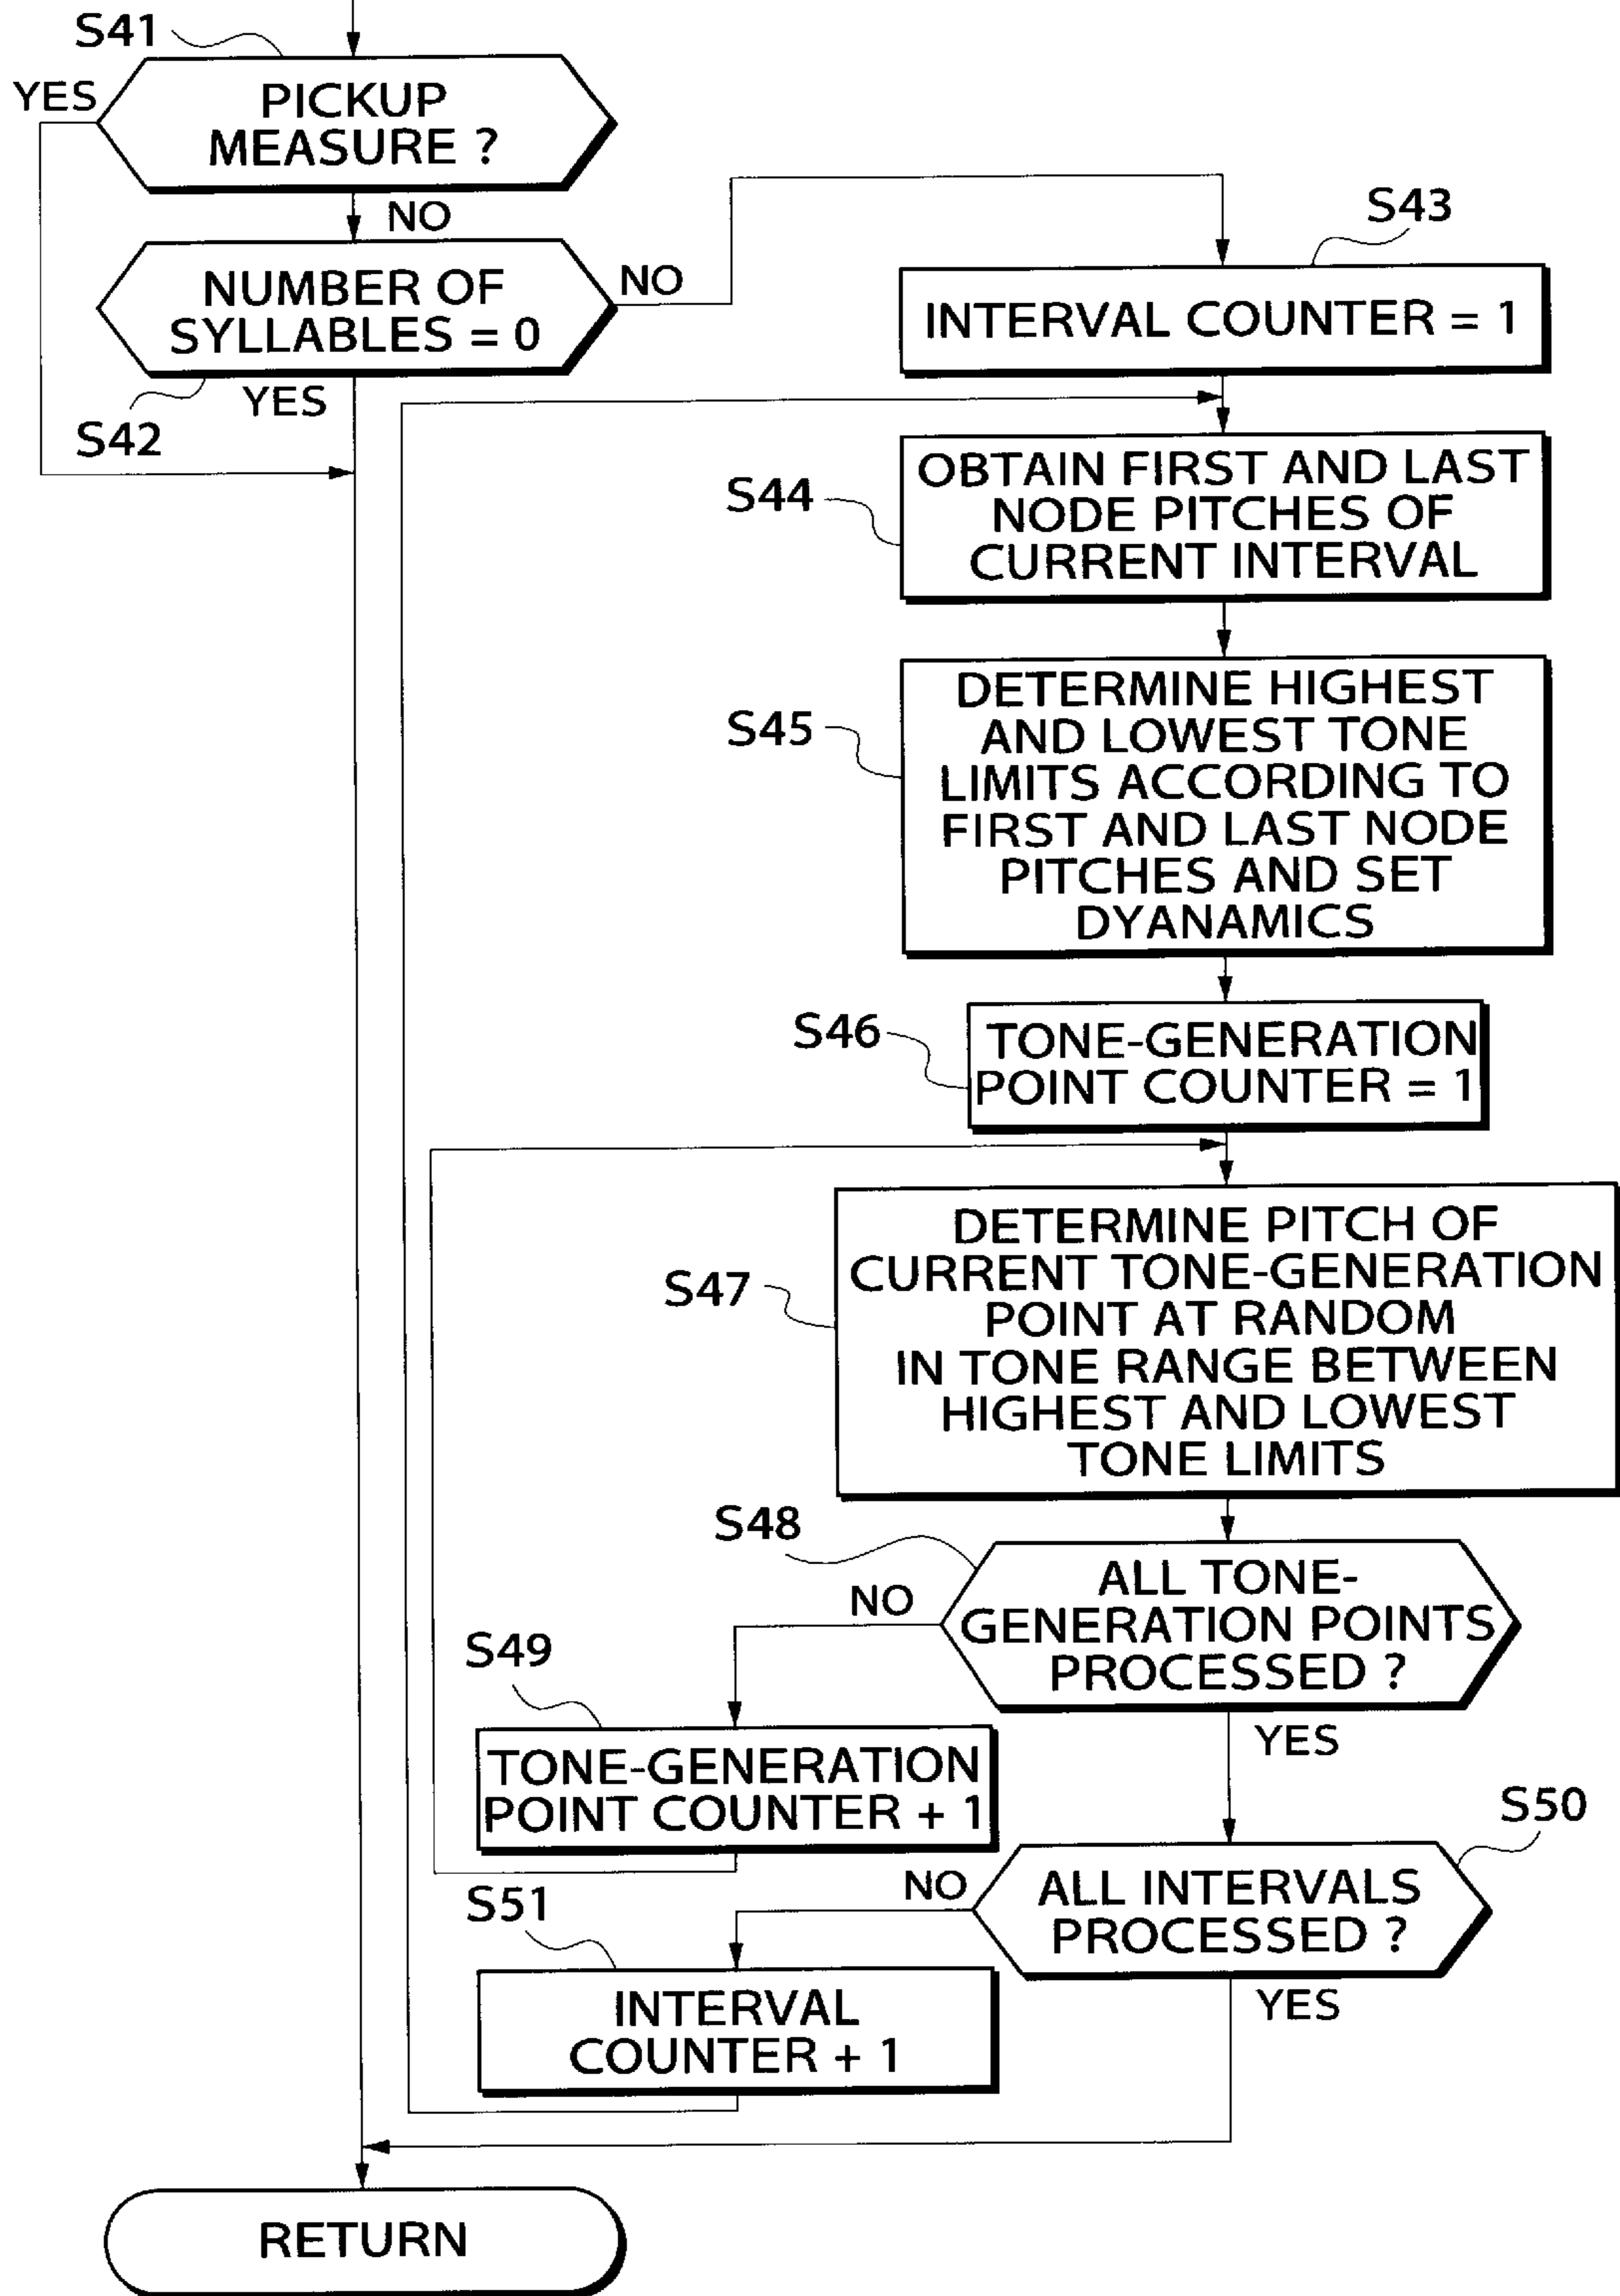 S41
YES
PICKUP
MEASURE ?
NO
NUMBER OF
SYLLABLES = 0
NO
YES
S42
S43
INTERVAL COUNTER = 1
S44
OBTAIN FIRST AND LAST
NODE PITCHES OF
CURRENT INTERVAL
S45
DETERMINE HIGHEST
AND LOWEST TONE
LIMITS ACCORDING TO
FIRST AND LAST NODE
PITCHES AND SET
DYANAMICS
S46
TONE-GENERATION
POINT COUNTER = 1
S47
DETERMINE PITCH OF
CURRENT TONE-GENERATION
POINT AT RANDOM
IN TONE RANGE BETWEEN
HIGHEST AND LOWEST
TONE LIMITS
S48
ALL TONE-
GENERATION POINTS
PROCESSED ?
NO
YES
S49
TONE-GENERATION
POINT COUNTER + 1
S50
ALL INTERVALS
PROCESSED ?
NO
YES
S51
INTERVAL
COUNTER + 1
RETURN